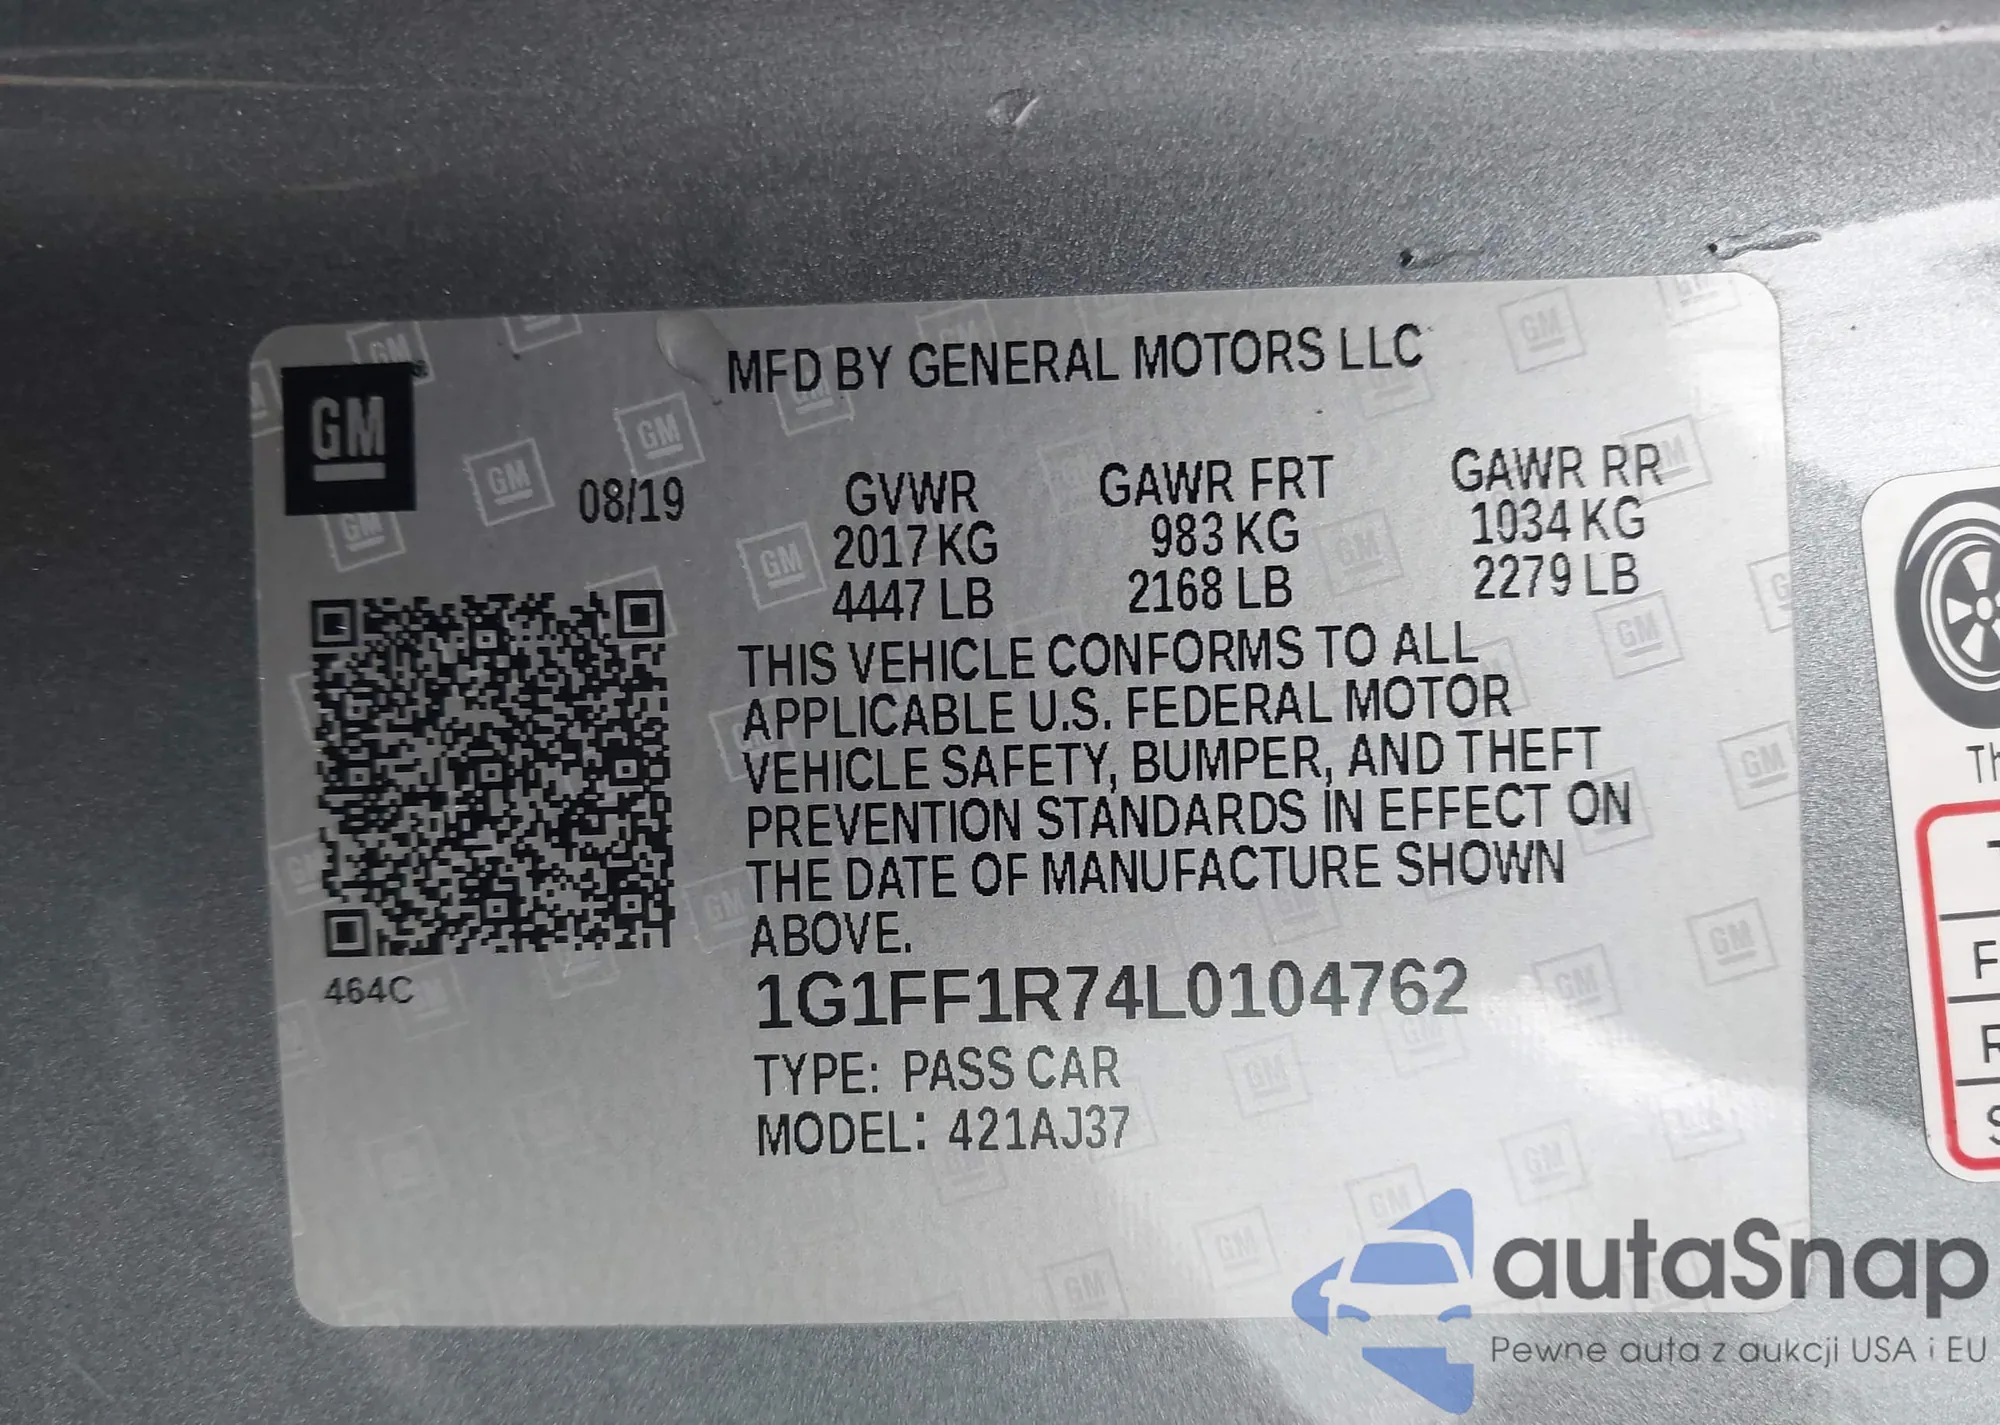 MFD BY GENERAL MOTORS LLC
GM
08/19
GVWR
2017 KG
4447 LB
GAWR FRT
983 KG
2168 LB
GAWR RR
1034 KG
2279 LB
THIS VEHICLE CONFORMS TO ALL
APPLICABLE U.S. FEDERAL MOTOR
VEHICLE SAFETY, BUMPER, AND THEFT
PREVENTION STANDARDS IN EFFECT ON
THE DATE OF MANUFACTURE SHOWN
ABOVE.
464C
1G1FF1R74L0104762
TYPE: PASS CAR
MODEL: 421AJ37
autaSnap
Pewne auta z aukcji USA i EU